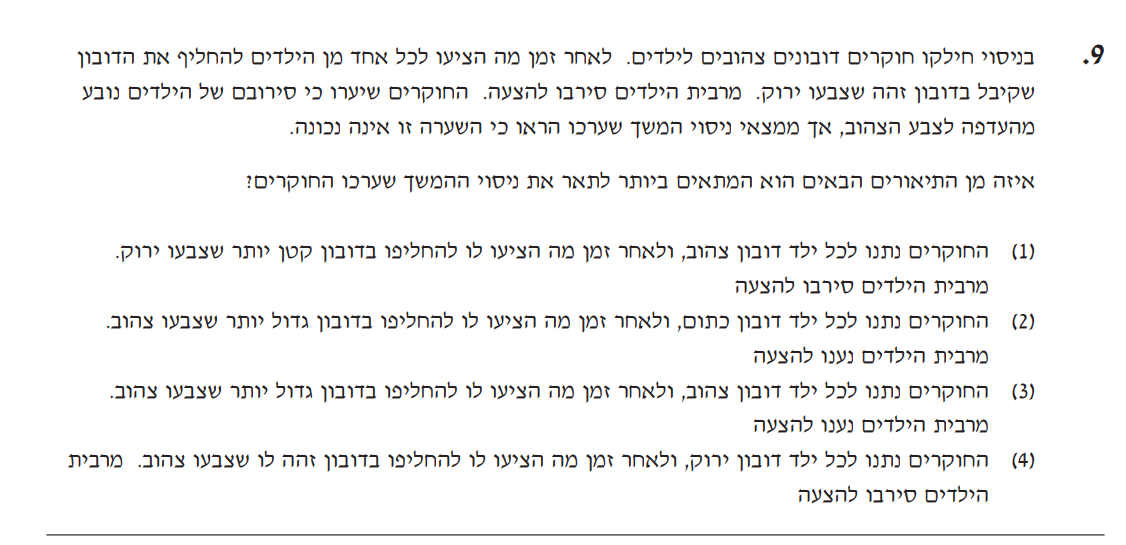 9. בניסוי חילקו חוקרים דובונים צהובים לילדים. לאחר זמן מה הציעו לכל אחד מן הילדים להחליף את הדובון
שקיבל בדובון זהה שצבעו ירוק. מרבית הילדים סירבו להצעה. החוקרים שיערו כי סירובם של הילדים נובע
מהעדפה לצבע הצהוב, אך ממצאי ניסוי המשך שערכו הראו כי השערה זו אינה נכונה.
איזה מן התיאורים הבאים הוא המתאים ביותר לתאר את ניסוי ההמשך שערכו החוקרים?
(1) החוקרים נתנו לכל ילד דובון צהוב, ולאחר זמן מה הציעו לו להחליפו בדובון קטן יותר שצבעו ירוק.
מרבית הילדים סירבו להצעה
(2) החוקרים נתנו לכל ילד דובון כתום, ולאחר זמן מה הציעו לו להחליפו בדובון גדול יותר שצבעו צהוב.
מרבית הילדים נענו להצעה
(3) החוקרים נתנו לכל ילד דובון צהוב, ולאחר זמן מה הציעו לו להחליפו בדובון גדול יותר שצבעו צהוב.
מרבית הילדים נענו להצעה
(4) החוקרים נתנו לכל ילד דובון ירוק, ולאחר זמן מה הציעו לו להחליפו בדובון זהה לו שצבעו צהוב. מרבית
הילדים סירבו להצעה